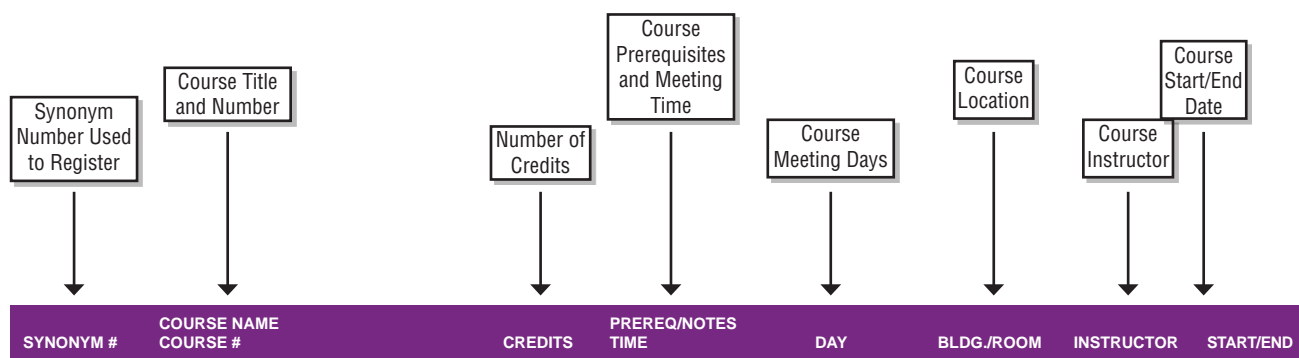 Synonym
Number Used
to Register
Course Title
and Number
Number of
Credits
Course
Prerequisites
and Meeting
Time
Course
Meeting Days
Course
Location
Course
Instructor
Course
Start/End
Date
SYNONYM #
COURSE NAME
COURSE #
CREDITS
PREREQ/NOTES
TIME
DAY
BLDG./ROOM
INSTRUCTOR
START/END